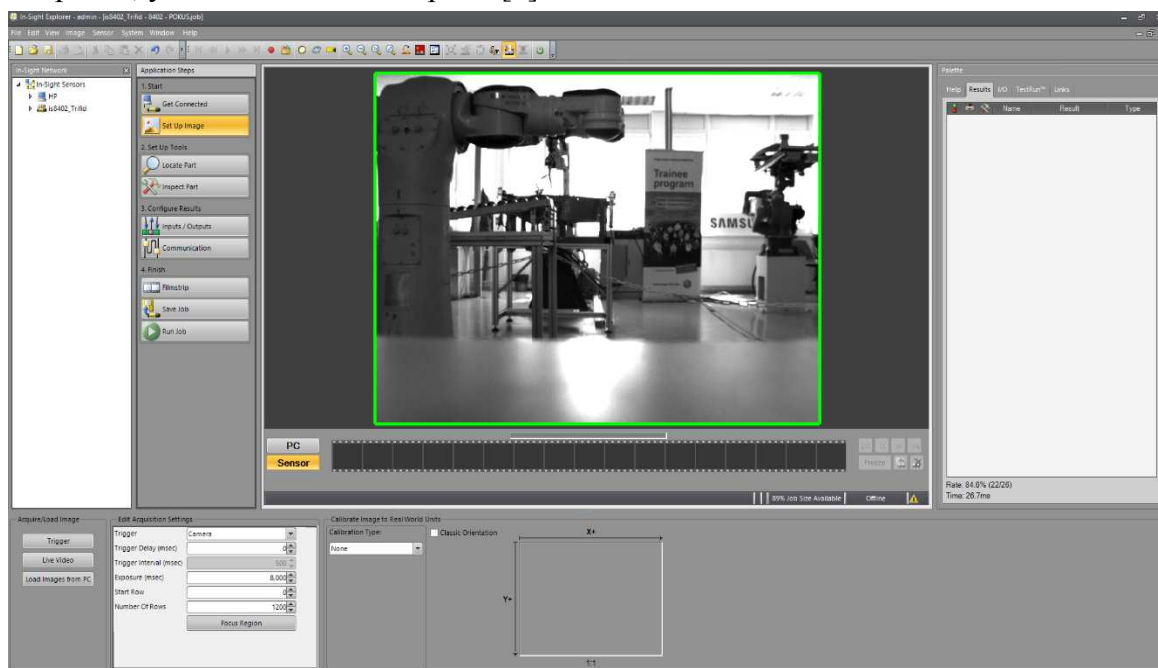 In-Sight Explorer - admin - [is8402_Trifid - 8402 - POKUS.job]
File Edit View Image Sensor System Window Help
In-Sight Network
In-Sight Sensors
HP
is8402_Trifid
Application Steps
1. Start
Get Connected
Set Up Image
2. Set Up Tools
Locate Part
Inspect Part
3. Configure Results
Inputs / Outputs
Communication
4. Finish
Filmstrip
Save Job
Run Job
Trainee
program
SAMSU
PC
Sensor
Freeze
89% Job Size Available
Offline
Palette
Help Results I/O TestRun™ Links
Name Result Type
Rate: 84.6% (22/26)
Time: 26.7ms
Acquire/Load Image
Trigger
Live Video
Load Images from PC
Edit Acquisition Settings
Trigger Camera
Trigger Delay (msec) 0
Trigger Interval (msec) 500
Exposure (msec) 8.000
Start Row 0
Number Of Rows 1200
Focus Region
Calibrate Image to Real World Units
Calibration Type:
None
Classic Orientation
X+
Y+
1:1